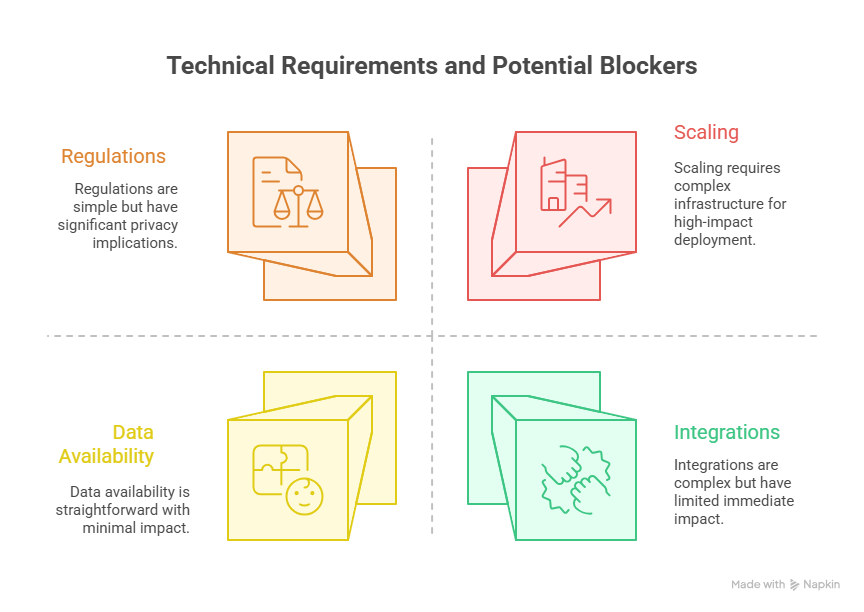 Technical Requirements and Potential Blockers
Regulations
Regulations are
simple but have
significant privacy
implications.
Scaling
Scaling requires
complex
infrastructure for
high-impact
deployment.
Data
Availability
Data availability is
straightforward with
minimal impact.
Integrations
Integrations are
complex but have
limited immediate
impact.
Made with Napkin